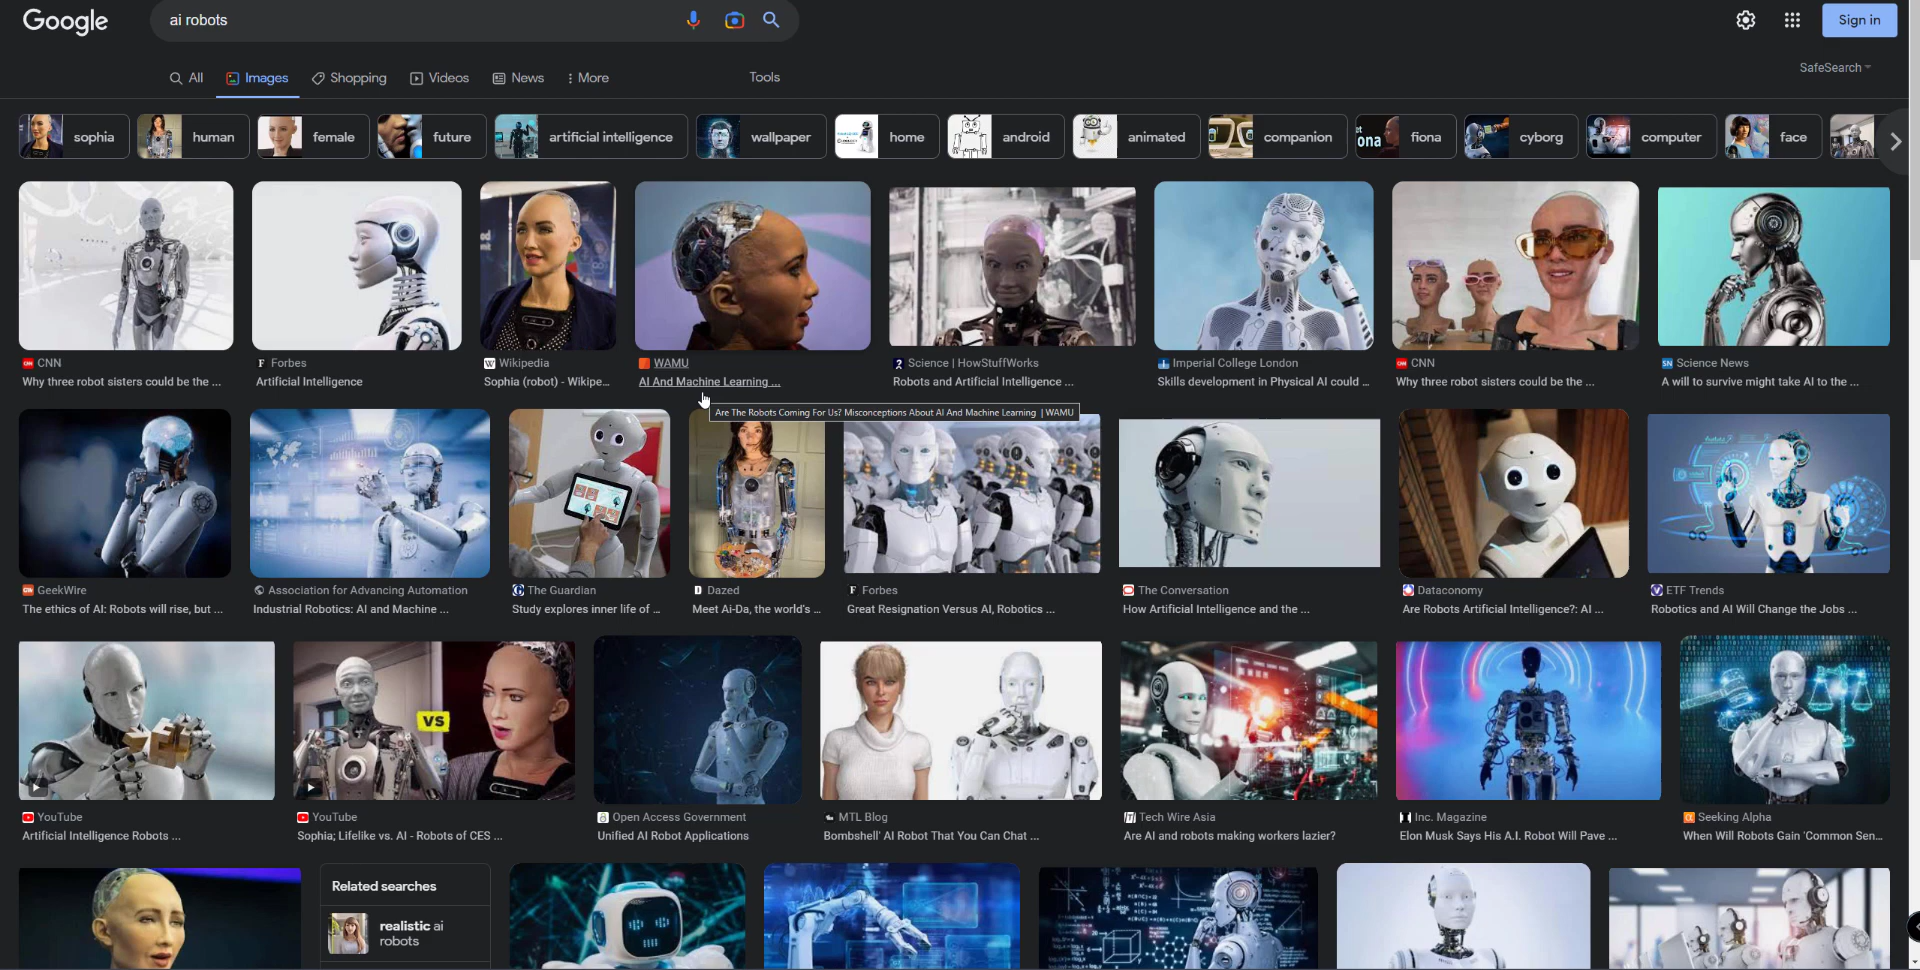 Google
ai robots
Sign in
All
Images
Shopping
Videos
News
More
Tools
SafeSearch
sophia
human
female
future
artificial intelligence
wallpaper
home
android
animated
companion
fiona
cyborg
computer
face
CNN
Why three robot sisters could be the ...
Forbes
Artificial Intelligence
Wikipedia
Sophia (robot) - Wikipe...
WAMU
AI And Machine Learning ...
Science | HowStuffWorks
Robots and Artificial Intelligence ...
Imperial College London
Skills development in Physical AI could ...
CNN
Why three robot sisters could be the ...
Science News
A will to survive might take AI to the ...
Are The Robots Coming For Us? Misconceptions About AI And Machine Learning | WAMU
GeekWire
The ethics of AI: Robots will rise, but ...
Association for Advancing Automation
Industrial Robotics: AI and Machine ...
The Guardian
Study explores inner life of ...
Dazed
Meet Ai-Da, the world's ...
Forbes
Great Resignation Versus AI, Robotics ...
The Conversation
How Artificial Intelligence and the ...
Dataconomy
Are Robots Artificial Intelligence?: AI ...
ETF Trends
Robotics and AI Will Change the Jobs ...
VS
YouTube
Artificial Intelligence Robots ...
YouTube
Sophia; Lifelike vs. AI - Robots of CES ...
Open Access Government
Unified AI Robot Applications
MTL Blog
Bombshell' AI Robot That You Can Chat ...
Tech Wire Asia
Are AI and robots making workers lazier?
Inc. Magazine
Elon Musk Says His A.I. Robot Will Pave ...
Seeking Alpha
When Will Robots Gain 'Common Sen...
Related searches
realistic ai
robots